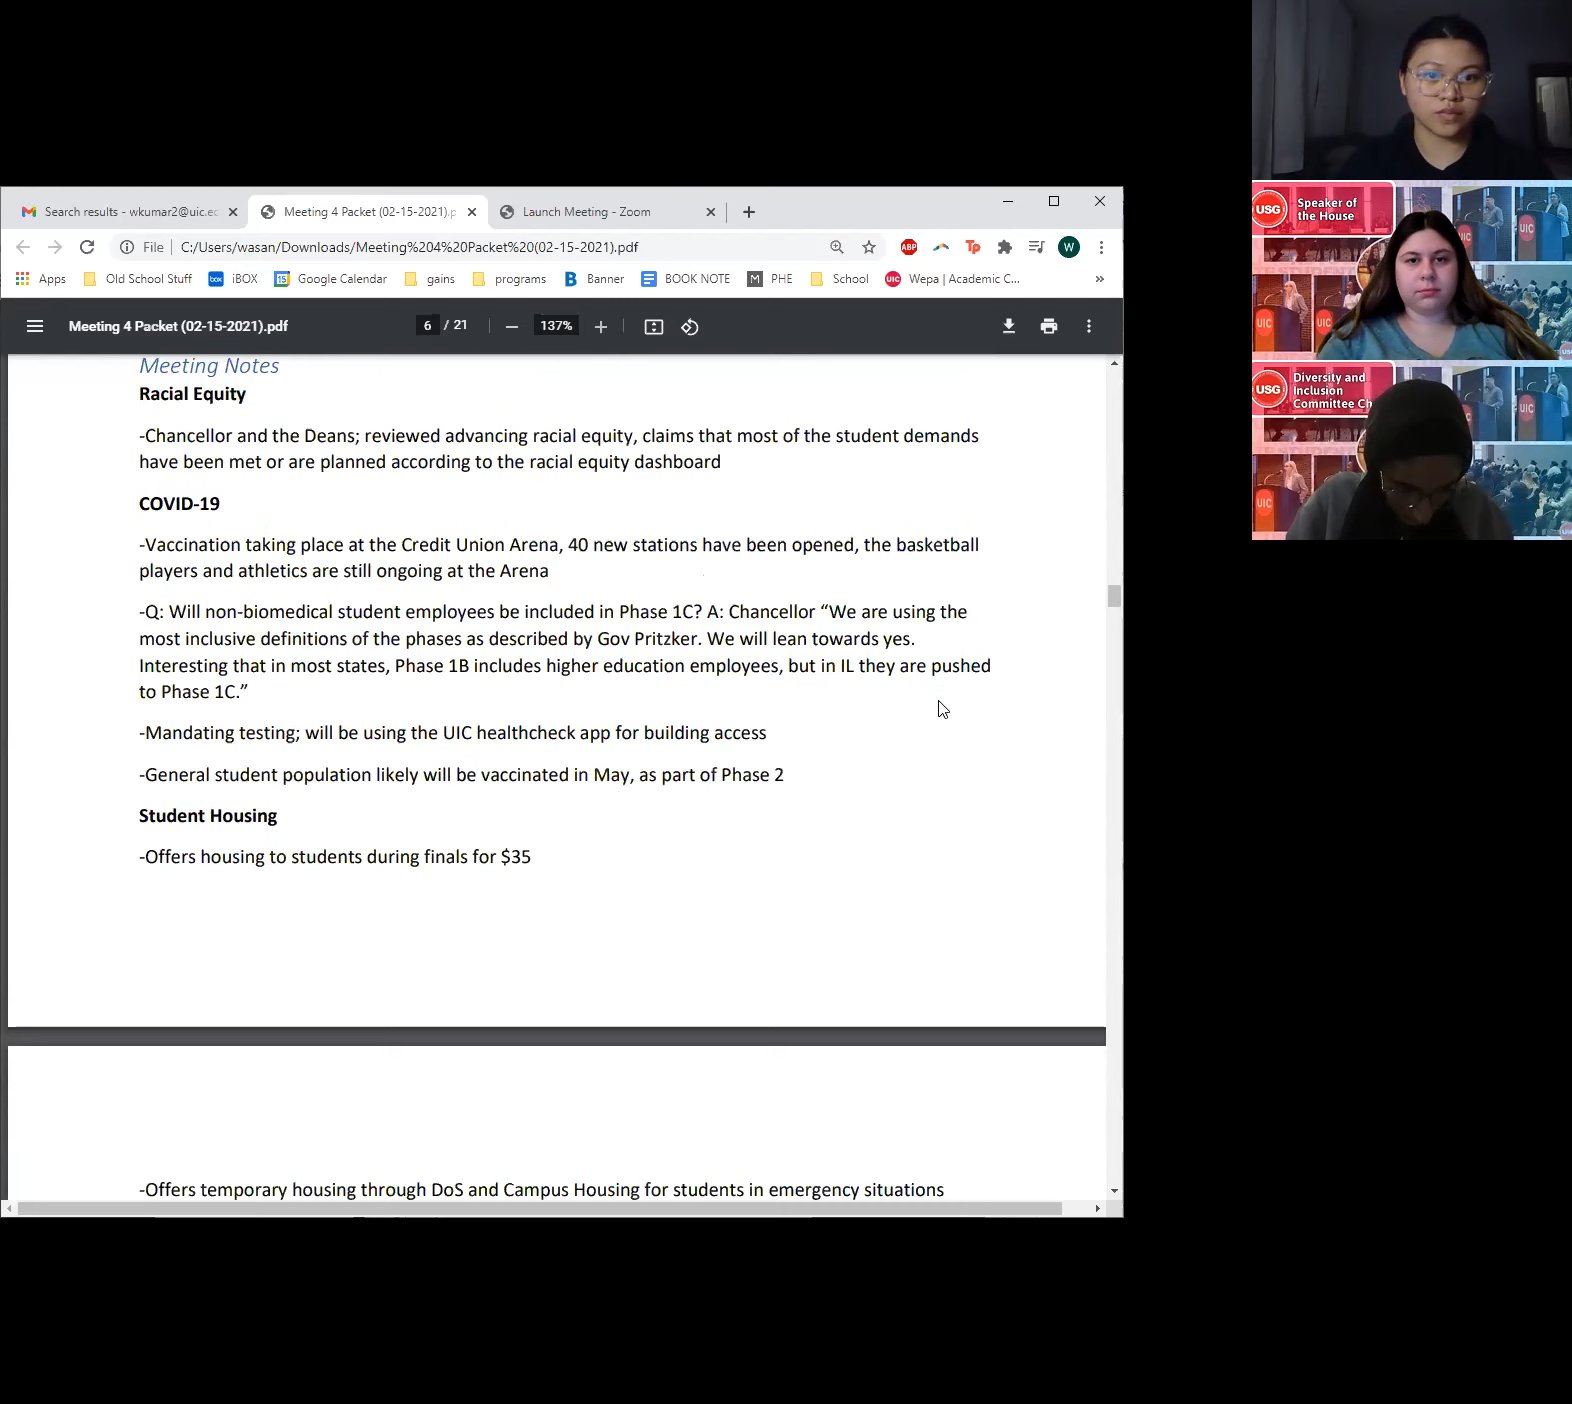 Search results - wkumar2@uic.ec
Meeting 4 Packet (02-15-2021).p
Launch Meeting - Zoom
File
C:/Users/wasan/Downloads/Meeting%204%20Packet%20(02-15-2021).pdf
ABP
Tp
W
Apps
Old School Stuff
box
iBOX
15
Google Calendar
gains
programs
B
Banner
BOOK NOTE
M
PHE
School
UIC
Wepa | Academic C...
»
Meeting 4 Packet (02-15-2021).pdf
6 / 21
137%
Meeting Notes
Racial Equity
-Chancellor and the Deans; reviewed advancing racial equity, claims that most of the student demands
have been met or are planned according to the racial equity dashboard
COVID-19
-Vaccination taking place at the Credit Union Arena, 40 new stations have been opened, the basketball
players and athletics are still ongoing at the Arena
-Q: Will non-biomedical student employees be included in Phase 1C? A: Chancellor “We are using the
most inclusive definitions of the phases as described by Gov Pritzker. We will lean towards yes.
Interesting that in most states, Phase 1B includes higher education employees, but in IL they are pushed
to Phase 1C.”
-Mandating testing; will be using the UIC healthcheck app for building access
-General student population likely will be vaccinated in May, as part of Phase 2
Student Housing
-Offers housing to students during finals for $35
-Offers temporary housing through DoS and Campus Housing for students in emergency situations
USG
Speaker of
the House
UIC
UIC
UIC
UIC
USG
Diversity and
Inclusion
Committee Ch
UIC
UIC